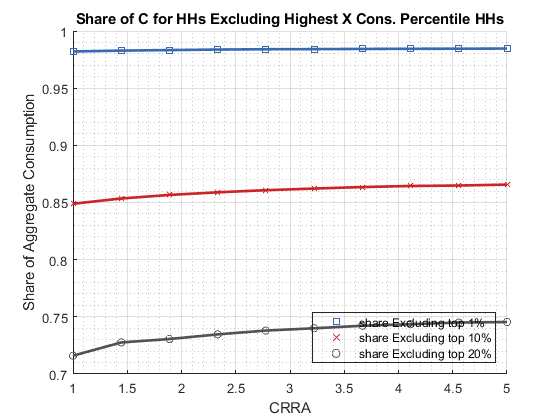 Share of C for HHs Excluding Highest X Cons. Percentile HHs
1
0.95
0.9
0.85
0.8
0.75
0.7
Share of Aggregate Consumption
share Excluding top 1%
share Excluding top 10%
share Excluding top 20%
1 1.5 2 2.5 3 3.5 4 4.5 5
CRRA